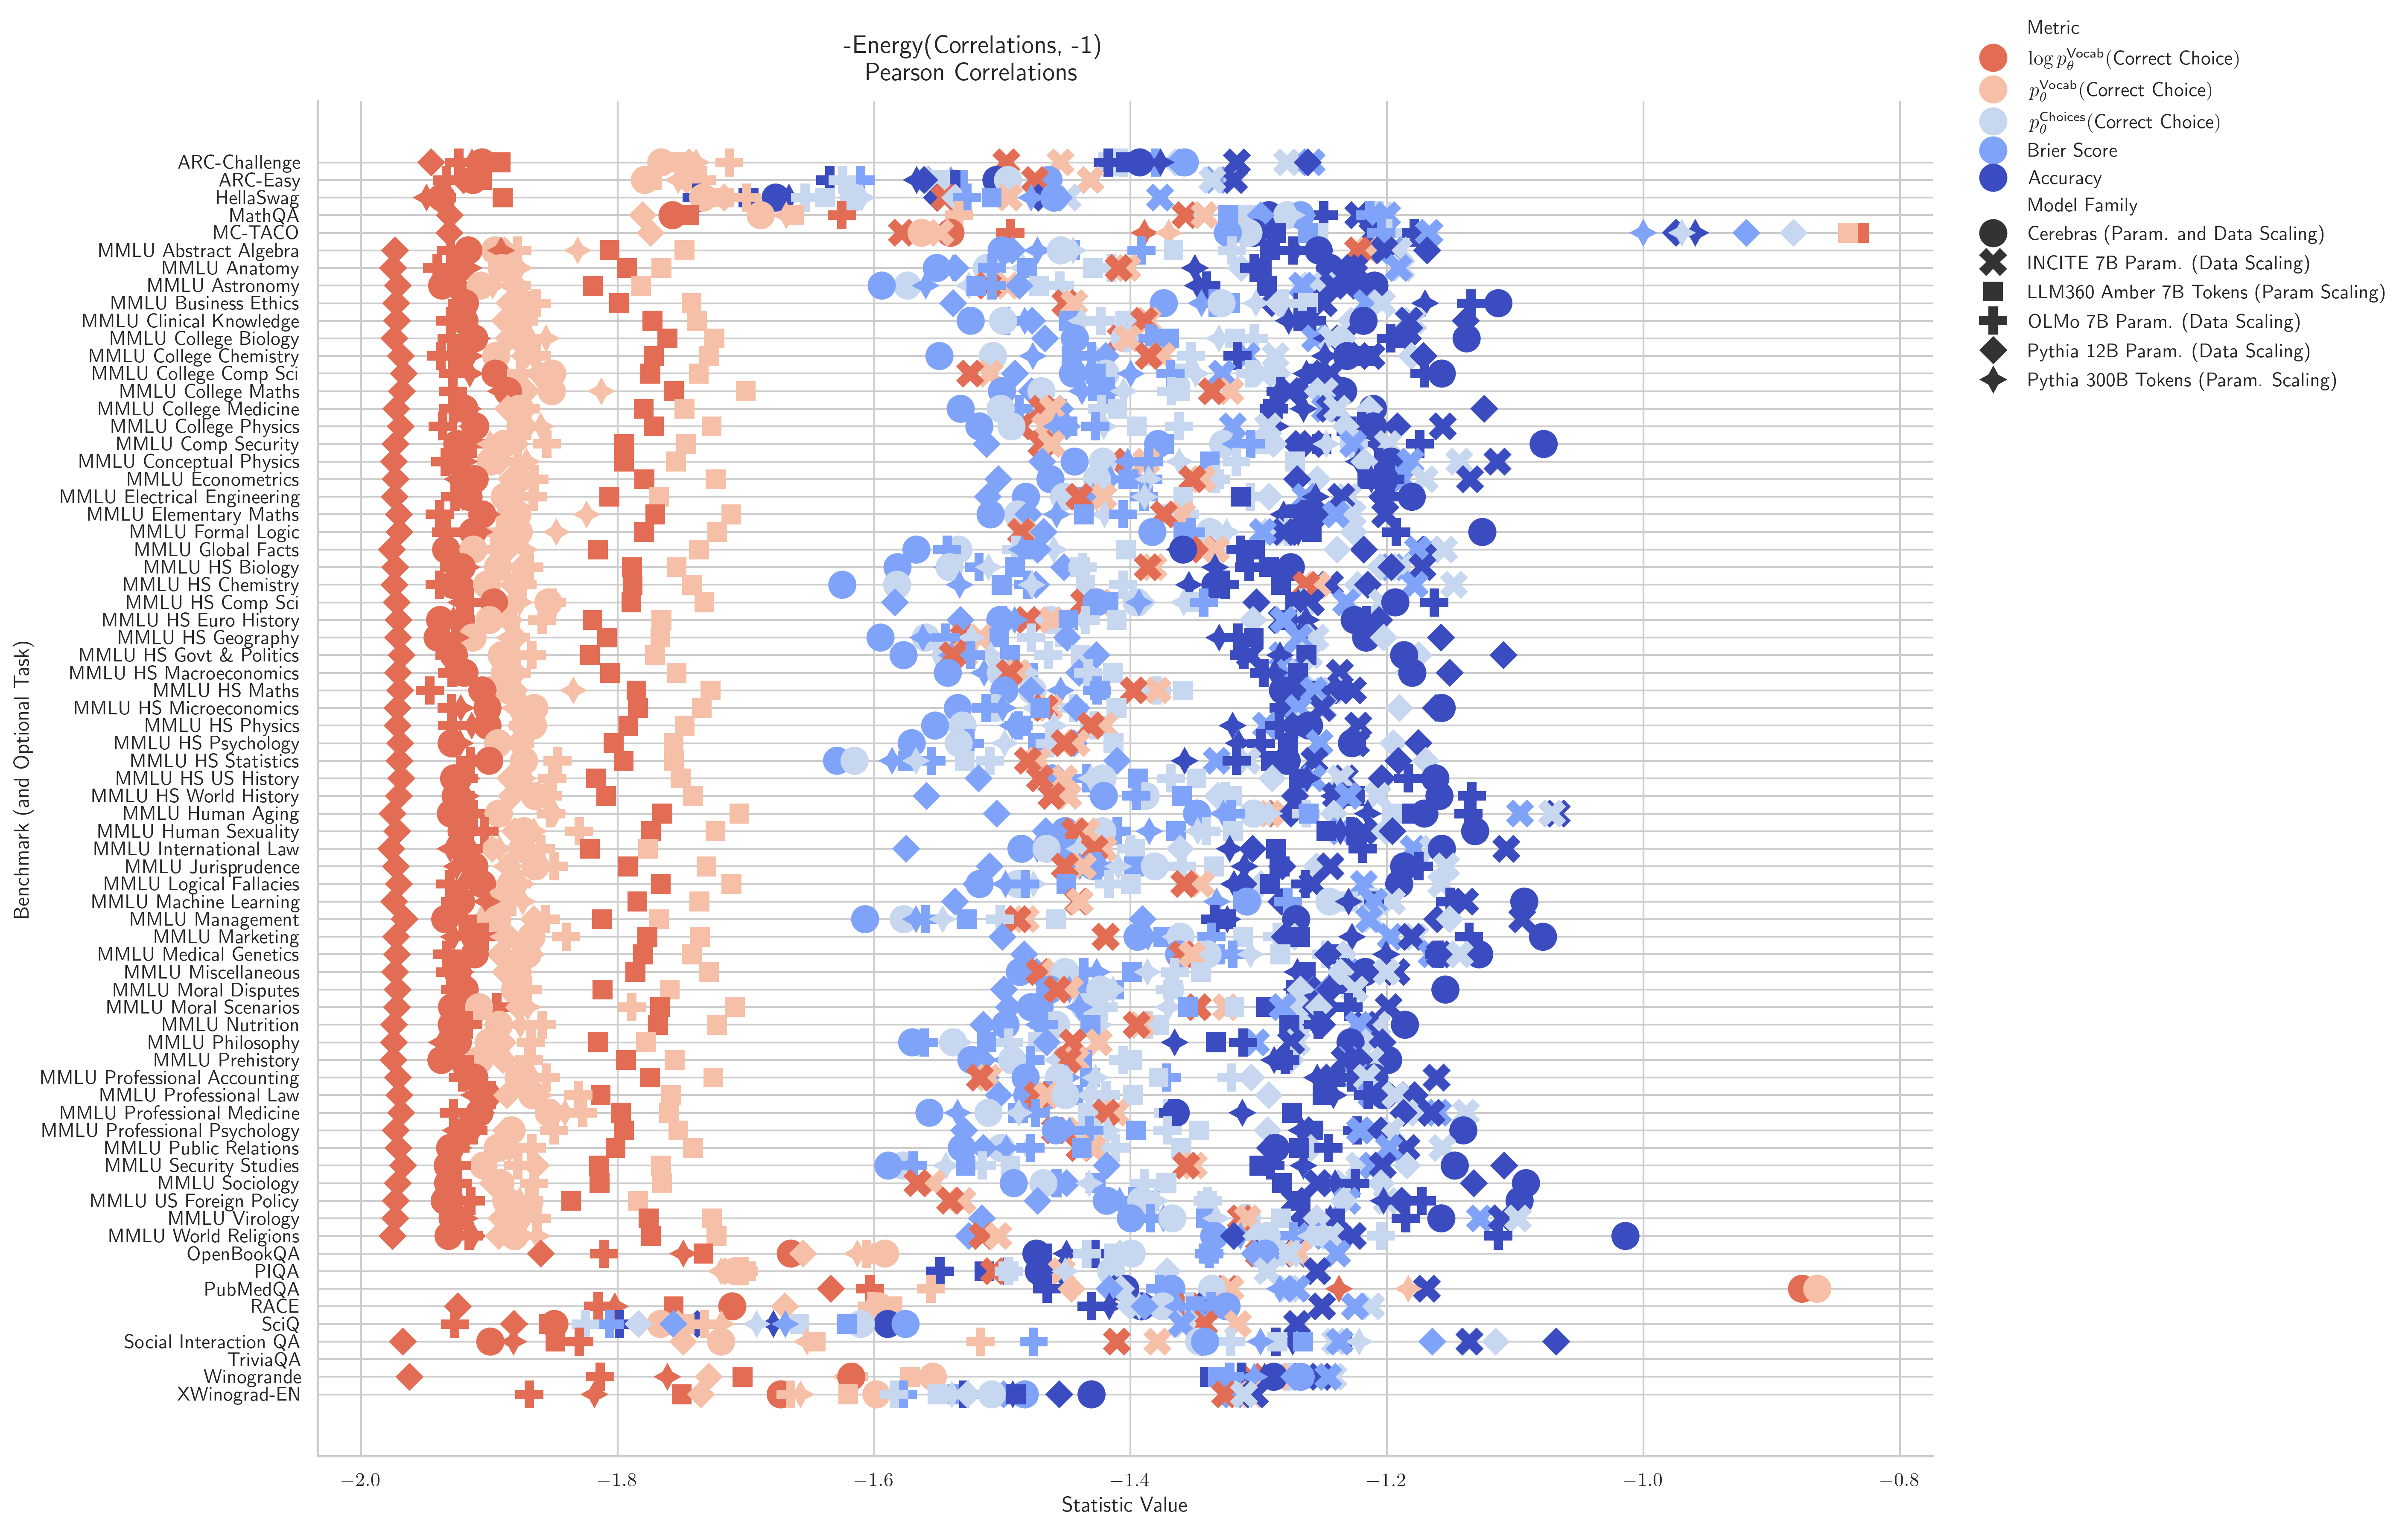 -Energy(Correlations, -1)
Pearson Correlations
Metric
log p_θ^Vocab(Correct Choice)
p_θ^Vocab(Correct Choice)
p_θ^Choices(Correct Choice)
Brier Score
Accuracy
Model Family
Cerebras (Param. and Data Scaling)
INCITE 7B Param. (Data Scaling)
LLM360 Amber 7B Tokens (Param Scaling)
OLMo 7B Param. (Data Scaling)
Pythia 12B Param. (Data Scaling)
Pythia 300B Tokens (Param. Scaling)
Benchmark (and Optional Task)
ARC-Challenge
ARC-Easy
HellaSwag
MathQA
MC-TACO
MMLU Abstract Algebra
MMLU Anatomy
MMLU Astronomy
MMLU Business Ethics
MMLU Clinical Knowledge
MMLU College Biology
MMLU College Chemistry
MMLU College Comp Sci
MMLU College Maths
MMLU College Medicine
MMLU College Physics
MMLU Comp Security
MMLU Conceptual Physics
MMLU Econometrics
MMLU Electrical Engineering
MMLU Elementary Maths
MMLU Formal Logic
MMLU Global Facts
MMLU HS Biology
MMLU HS Chemistry
MMLU HS Comp Sci
MMLU HS Euro History
MMLU HS Geography
MMLU HS Govt & Politics
MMLU HS Macroeconomics
MMLU HS Maths
MMLU HS Microeconomics
MMLU HS Physics
MMLU HS Psychology
MMLU HS Statistics
MMLU HS US History
MMLU HS World History
MMLU Human Aging
MMLU Human Sexuality
MMLU International Law
MMLU Jurisprudence
MMLU Logical Fallacies
MMLU Machine Learning
MMLU Management
MMLU Marketing
MMLU Medical Genetics
MMLU Miscellaneous
MMLU Moral Disputes
MMLU Moral Scenarios
MMLU Nutrition
MMLU Philosophy
MMLU Prehistory
MMLU Professional Accounting
MMLU Professional Law
MMLU Professional Medicine
MMLU Professional Psychology
MMLU Public Relations
MMLU Security Studies
MMLU Sociology
MMLU US Foreign Policy
MMLU Virology
MMLU World Religions
OpenBookQA
PIQA
PubMedQA
RACE
SciQ
Social Interaction QA
TriviaQA
Winogrande
XWinograd-EN
−2.0 −1.8 −1.6 −1.4 −1.2 −1.0 −0.8
Statistic Value